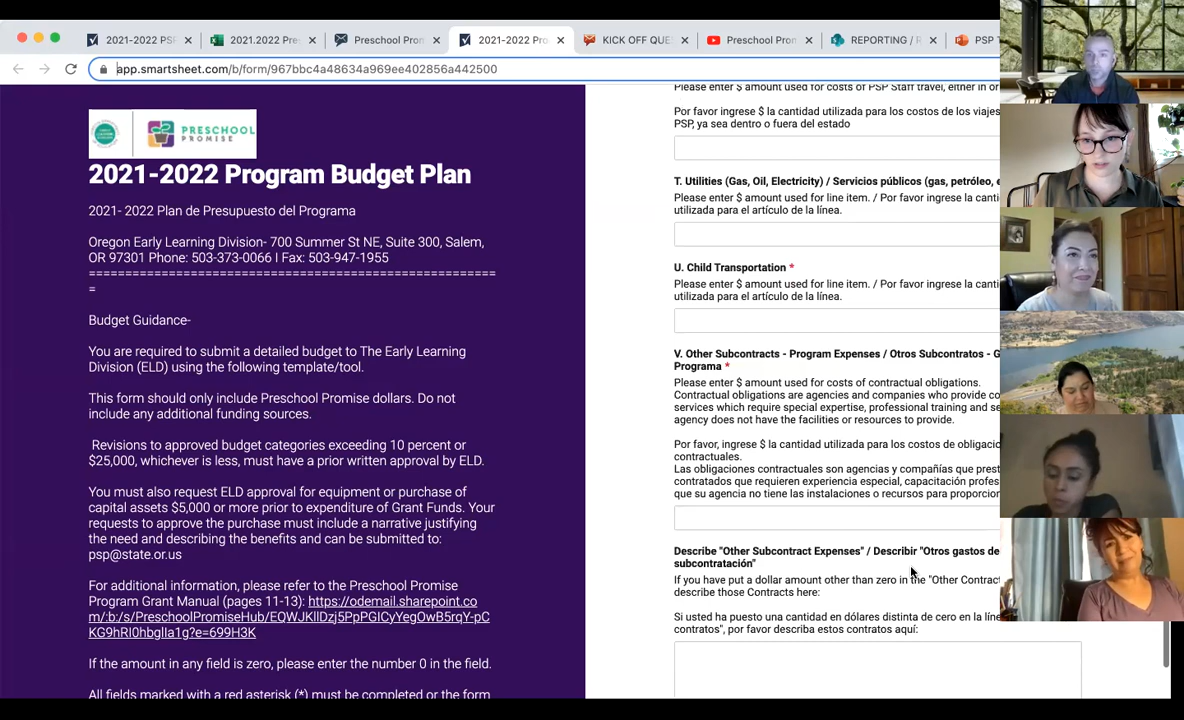 2021-2022 PSP
2021.2022 Pre
Preschool Pron
2021-2022 Pro
KICK OFF QUE
Preschool Prom
REPORTING / R
PSP T
app.smartsheet.com/b/form/967bbc4a48634a969ee402856a442500
PRESCHOOL
PROMISE
2021-2022 Program Budget Plan
2021- 2022 Plan de Presupuesto del Programa
Oregon Early Learning Division- 700 Summer St NE, Suite 300, Salem,
OR 97301 Phone: 503-373-0066 I Fax: 503-947-1955
========================================================
=
Budget Guidance-
You are required to submit a detailed budget to The Early Learning
Division (ELD) using the following template/tool.
This form should only include Preschool Promise dollars. Do not
include any additional funding sources.
Revisions to approved budget categories exceeding 10 percent or
$25,000, whichever is less, must have a prior written approval by ELD.
You must also request ELD approval for equipment or purchase of
capital assets $5,000 or more prior to expenditure of Grant Funds. Your
requests to approve the purchase must include a narrative justifying
the need and describing the benefits and can be submitted to:
psp@state.or.us
For additional information, please refer to the Preschool Promise
Program Grant Manual (pages 11-13): https://odemail.sharepoint.co
m/:b:/s/PreschoolPromiseHub/EQWJKlIDzj5PpPGICyYegOwB5rqY-pC
KG9hRI0hbglIa1g?e=699H3K
If the amount in any field is zero, please enter the number 0 in the field.
All fields marked with a red asterisk (*) must be completed or the form
Please enter $ amount used for costs of PSP Staff travel, either in or
Por favor ingrese $ la cantidad utilizada para los costos de los viajes
PSP, ya sea dentro o fuera del estado
T. Utilities (Gas, Oil, Electricity) / Servicios públicos (gas, petróleo, e
Please enter $ amount used for line item. / Por favor ingrese la canti
utilizada para el artículo de la línea.
U. Child Transportation *
Please enter $ amount used for line item. / Por favor ingrese la canti
utilizada para el artículo de la línea.
V. Other Subcontracts - Program Expenses / Otros Subcontratos - G
Programa *
Please enter $ amount used for costs of contractual obligations.
Contractual obligations are agencies and companies who provide co
services which require special expertise, professional training and se
agency does not have the facilities or resources to provide.
Por favor, ingrese $ la cantidad utilizada para los costos de obligacio
contractuales.
Las obligaciones contractuales son agencias y compañías que prest
contratados que requieren experiencia especial, capacitación profes
que su agencia no tiene las instalaciones o recursos para proporcion
Describe "Other Subcontract Expenses" / Describir "Otros gastos de
subcontratación"
If you have put a dollar amount other than zero in the "Other Contract
describe those Contracts here:
Si usted ha puesto una cantidad en dólares distinta de cero en la líne
contratos", por favor describa estos contratos aquí: